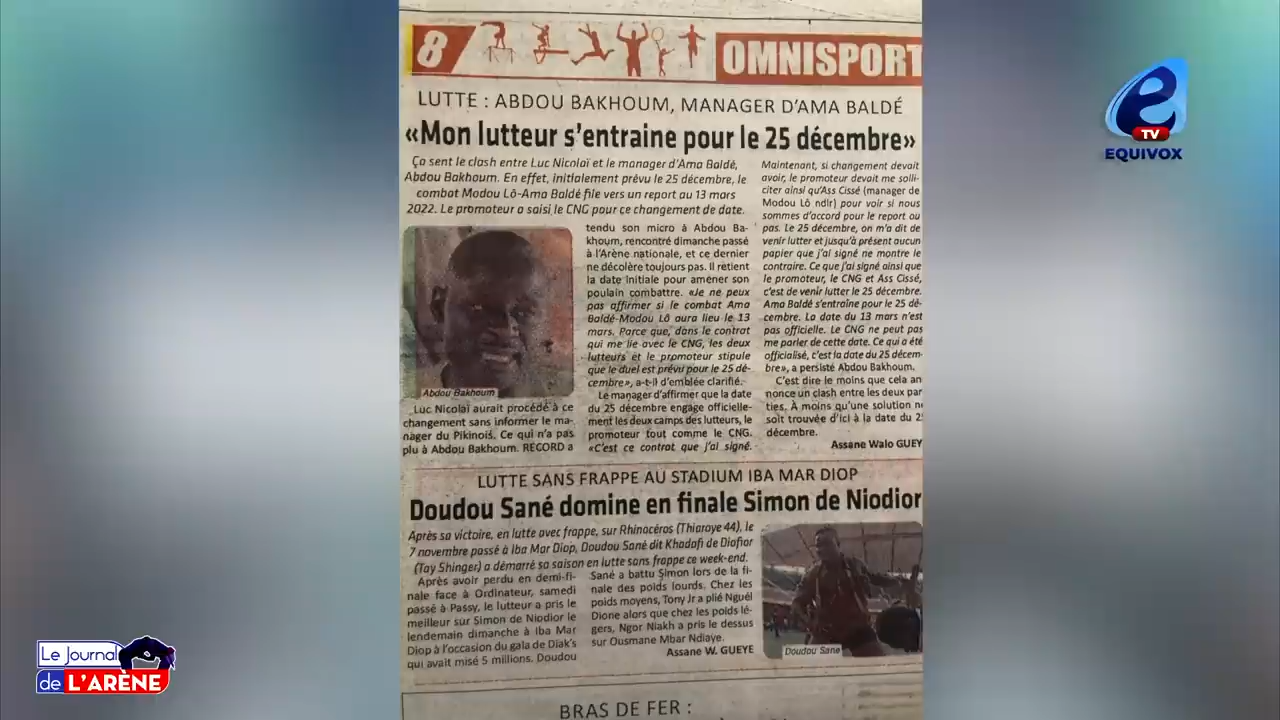 8
OMNISPORT
LUTTE : ABDOU BAKHOUM, MANAGER D'AMA BALDÉ
«Mon lutteur s'entraine pour le 25 décembre»
Ça sent le clash entre Luc Nicolaï et le manager d'Ama Baldé,
Abdou Bakhoum. En effet, initialement prévu le 25 décembre, le
combat Modou Lô-Ama Baldé file vers un report au 13 mars
2022. Le promoteur a saisi le CNG pour ce changement de date.
Abdou Bakhoum
Luc Nicolaï aurait procédé à ce
changement sans informer le ma-
nager du Pikinois. Ce qui n'a pas
plu à Abdou Bakhoum. RECORD a
tendu son micro à Abdou Ba-
khoum, rencontré dimanche passé
à l'Arène nationale, et ce dernier
ne décolère toujours pas. Il retient
la date initiale pour amener son
poulain combattre. «Je ne peux
pas affirmer si le combat Ama
Baldé-Modou Lô aura lieu le 13
mars. Parce que, dans le contrat
qui me lie avec le CNG, les deux
lutteurs et le promoteur stipule
que le duel est prévu pour le 25 dé-
cembre», a-t-il d'emblée clarifié.
Le manager d'affirmer que la date
du 25 décembre engage officielle-
ment les deux camps des lutteurs, le
promoteur tout comme le CNG.
«C'est ce contrat que j'ai signé.
Maintenant, si changement devait
avoir, le promoteur devait me solli-
citer ainsi qu'Ass Cissé (manager de
Modou Lô ndlr) pour voir si nous
sommes d'accord pour le report ou
pas. Le 25 décembre, on m'a dit de
venir lutter et jusqu'à présent aucun
papier que j'ai signé ne montre le
contraire. Ce que j'ai signé ainsi que
le promoteur, le CNG et Ass Cissé,
c'est de venir lutter le 25 décembre.
Ama Baldé s'entraîne pour le 25 dé-
cembre. La date du 13 mars n'est
pas officielle. Le CNG ne peut pas
me parler de cette date. Ce qui a été
officialisé, c'est la date du 25 décem-
bre», a persisté Abdou Bakhoum.
C'est dire le moins que cela an
nonce un clash entre les deux par
ties. À moins qu'une solution n
soit trouvée d'ici à la date du 2
décembre.
Assane Walo GUEY
LUTTE SANS FRAPPE AU STADIUM IBA MAR DIOP
Doudou Sané domine en finale Simon de Niodior
Après sa victoire, en lutte avec frappe, sur Rhinocéros (Thiaroye 44), le
7 novembre passé à Iba Mar Diop, Doudou Sané dit Khadafi de Diofior
(Tay Shinger) a démarré sa saison en lutte sans frappe ce week-end.
Après avoir perdu en demi-fi-
nale face à Ordinateur, samedi
passé à Passy, le lutteur a pris le
meilleur sur Simon de Niodior le
lendemain dimanche à Iba Mar
Diop à l'occasion du gala de Diak's
qui avait misé 5 millions. Doudou
Sané a battu Simon lors de la fi-
nale des poids lourds. Chez les
poids moyens, Tony Jr a plié Nguél
Dione alors que chez les poids lé-
gers, Ngor Niakh a pris le dessus
sur Ousmane Mbar Ndiaye.
Assane W. GUEYE
Doudou Sane
BRAS DE FER :
e
TV
EQUIVOX
Le Journal
de L'ARÈNE